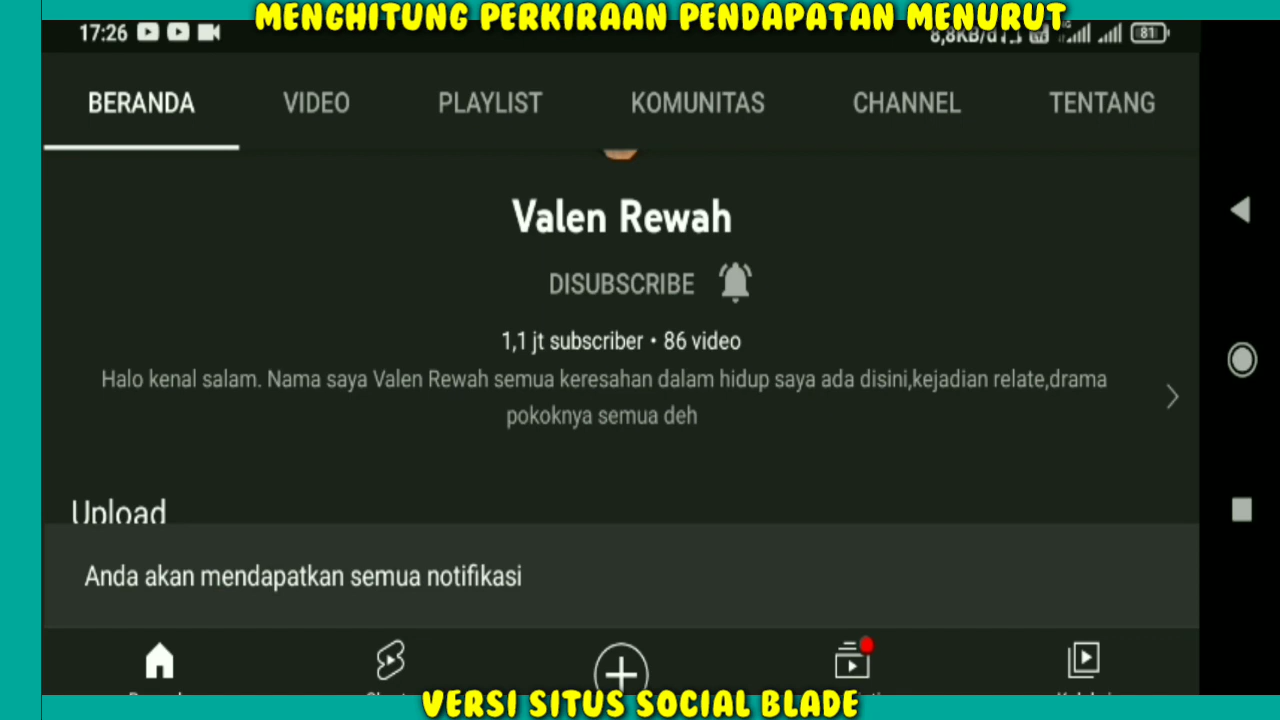 MENGHITUNG PERKIRAAN PENDAPATAN MENURUT
17:26
81
BERANDA VIDEO PLAYLIST KOMUNITAS CHANNEL TENTANG
Valen Rewah
DISUBSCRIBE
1,1 jt subscriber • 86 video
Halo kenal salam. Nama saya Valen Rewah semua keresahan dalam hidup saya ada disini,kejadian relate,drama
pokoknya semua deh
Upload
Anda akan mendapatkan semua notifikasi
VERSI SITUS SOCIAL BLADE